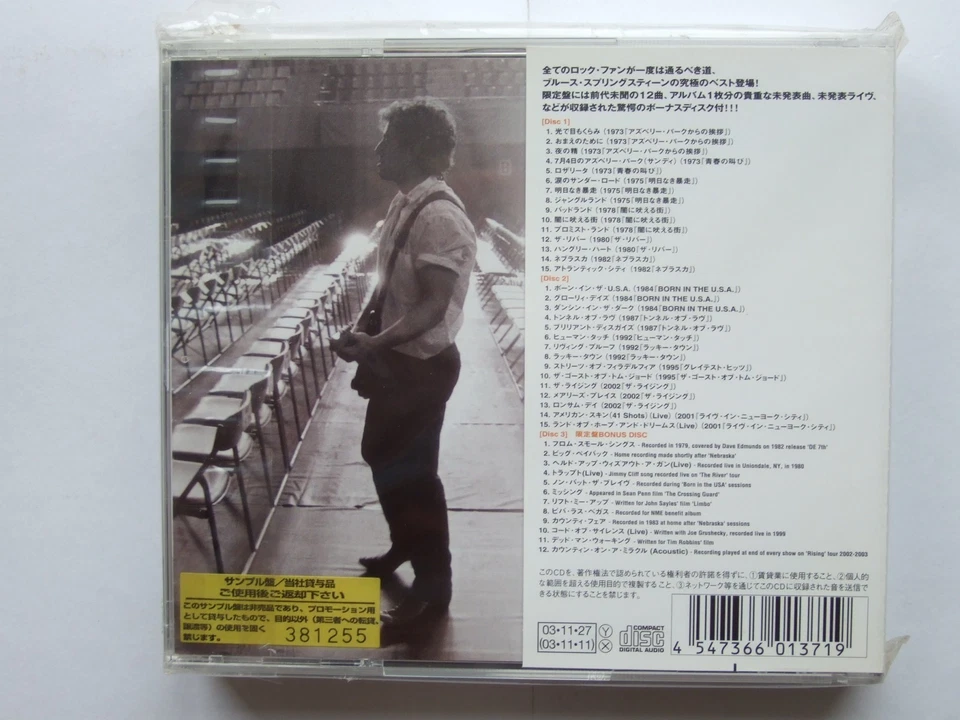 全てのロック・ファンが一度は通るべき道、
ブルース・スプリングスティーンの究極のベスト登場!
限定盤には前代未聞の12曲、アルバム1枚分の貴重な未発表曲、未発表ライヴ、
などが収録された驚愕のボーナスディスク付!!!
[Disc 1]
1. 光で目もくらみ (1973「アズベリー・パークからの挨拶」)
2. おまえのために (1973「アズベリー・パークからの挨拶」)
3. 夜の精 (1973「アズベリー・パークからの挨拶」)
4. 7月4日のアズベリー・パーク(サンディ) (1973「青春の叫び」)
5. ロザリータ (1973「青春の叫び」)
6. 涙のサンダー・ロード (1975「明日なき暴走」)
7. 明日なき暴走 (1975「明日なき暴走」)
8. ジャングルランド (1975「明日なき暴走」)
9. バッドランド (1978「闇に吠える街」)
10. 闇に吠える街 (1978「闇に吠える街」)
11. プロミスト・ランド (1978「闇に吠える街」)
12. ザ・リバー (1980「ザ・リバー」)
13. ハングリー・ハート (1980「ザ・リバー」)
14. ネブラスカ (1982「ネブラスカ」)
15. アトランティック・シティ (1982「ネブラスカ」)
[Disc 2]
1. ボーン・イン・ザ・U.S.A. (1984「BORN IN THE U.S.A.」)
2. グローリィ・デイズ (1984「BORN IN THE U.S.A.」)
3. ダンシン・イン・ザ・ダーク (1984「BORN IN THE U.S.A.」)
4. トンネル・オブ・ラヴ (1987「トンネル・オブ・ラヴ」)
5. ブリリアント・ディスガイズ (1987「トンネル・オブ・ラヴ」)
6. ヒューマン・タッチ (1992「ヒューマン・タッチ」)
7. リヴィング・プルーフ (1992「ラッキー・タウン」)
8. ラッキー・タウン (1992「ラッキー・タウン」)
9. ストリーツ・オブ・フィラデルフィア (1995「グレイテスト・ヒッツ」)
10. ザ・ゴースト・オブ・トム・ジョード (1995「ザ・ゴースト・オブ・トム・ジョード」)
11. ザ・ライジング (2002「ザ・ライジング」)
12. メアリーズ・プレイス (2002「ザ・ライジング」)
13. ロンサム・デイ (2002「ザ・ライジング」)
14. アメリカン・スキン(41 Shots) (Live) (2001「ライヴ・イン・ニューヨーク・シティ」)
15. ランド・オブ・ホープ・アンド・ドリームス(Live) (2001「ライヴ・イン・ニューヨーク・シティ」)
[Disc 3] 限定盤BONUS DISC
1. フロム・スモール・シングス - Recorded in 1979, covered by Dave Edmunds on 1982 release 'DE 7th'
2. ビッグ・ペイバック - Home recording made shortly after 'Nebraska'
3. ヘルド・アップ・ウィズアウト・ア・ガン(Live) - Recorded live in Uniondale, NY, in 1980
4. トラップト(Live) - Jimmy Cliff song recorded live on 'The River' tour
5. ノン・バット・ザ・ブレイヴ - Recorded during 'Born in the USA' sessions
6. ミッシング - Appeared in Sean Penn film 'The Crossing Guard'
7. リフト・ミー・アップ - Written for John Sayles' film 'Limbo'
8. ビバ・ラス・ベガス - Recorded for NME benefit album
9. カウンティ・フェア - Recorded in 1983 at home after 'Nebraska' sessions
10. コード・オブ・サイレンス (Live) - Written with Joe Grushesky, recorded live in 1999
11. デッド・マン・ウォーキング - Written for Tim Robbins' film
12. カウンティン・オン・ア・ミラクル (Acoustic) - Recording played at end of every show on 'Rising' tour 2002-2003
このCDを、著作権法で認められている権利者の許諾を得ずに、①賃貸業に使用すること、②個人的
な範囲を超える使用目的で複製すること、③ネットワーク等を通じてこのCDに収録された音を送信で
きる状態にすることを禁じます。
03・11・27 Ⓨ
(03・11・11) Ⓧ
COMPACT
disc
DIGITAL AUDIO
4 547366 013719
サンプル盤/当社貸与品
ご使用後ご返却下さい
このサンプル盤は非売品であり、プロモーション用
として貸与したもので、目的以外(第三者への転貸、
譲渡等)の使用を固く
禁じます。
381255